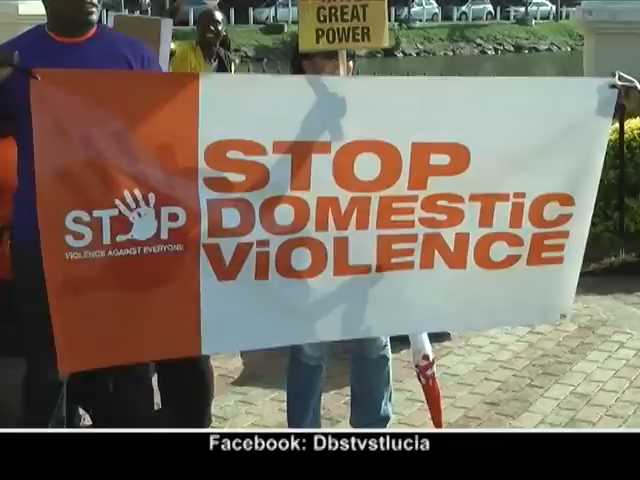 GREAT
POWER
STOP
DOMESTiC
ViOLENCE
STOP
VIOLENCE AGAINST EVERYONE
Facebook: Dbstvstlucia